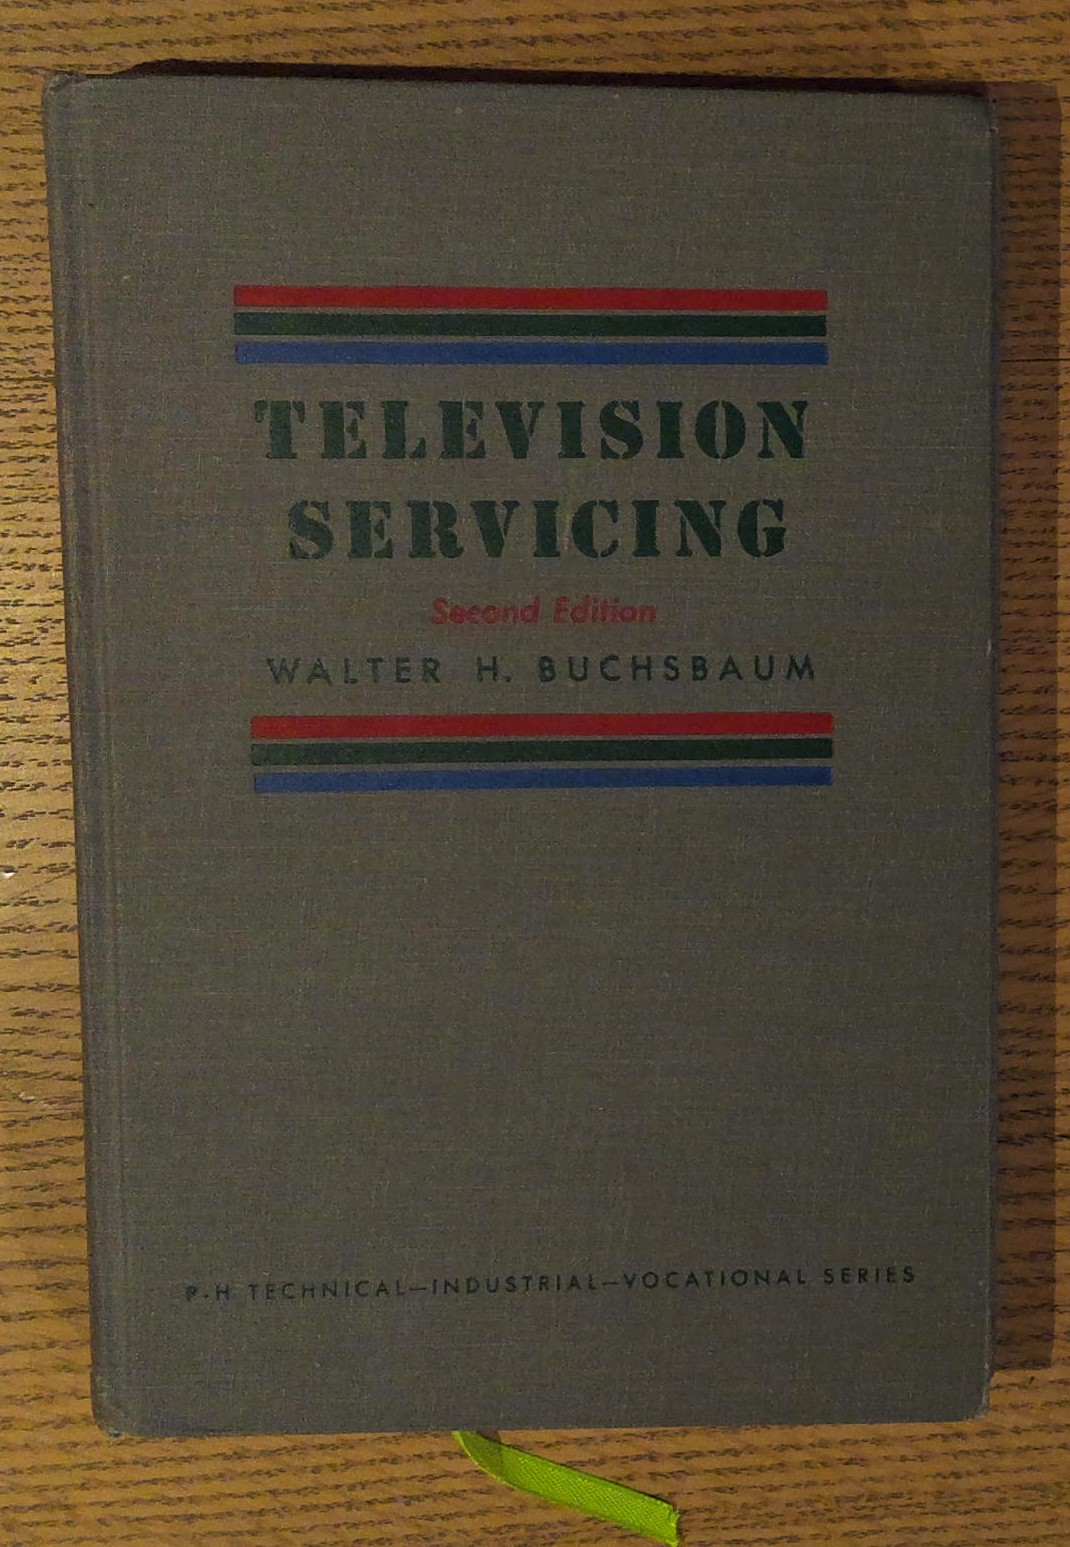 TELEVISION
SERVICING
Second Edition
WALTER H. BUCHSBAUM
P-H TECHNICAL—INDUSTRIAL—VOCATIONAL SERIES